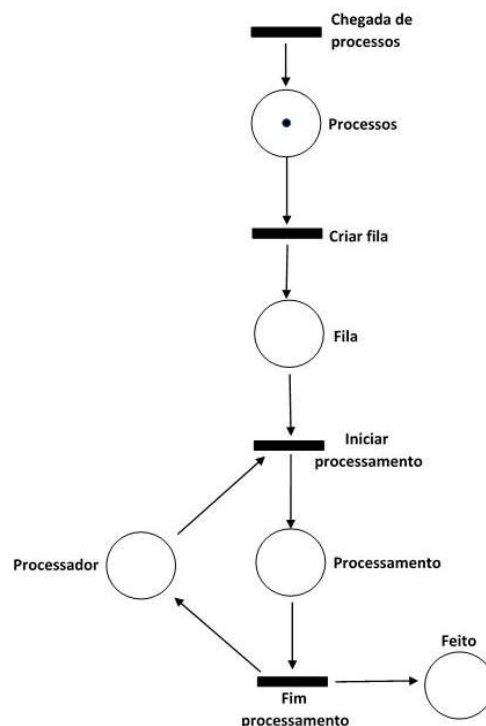 Chegada de
processos
Processos
Criar fila
Fila
Iniciar
processamento
Processador
Processamento
Feito
Fim
processamento